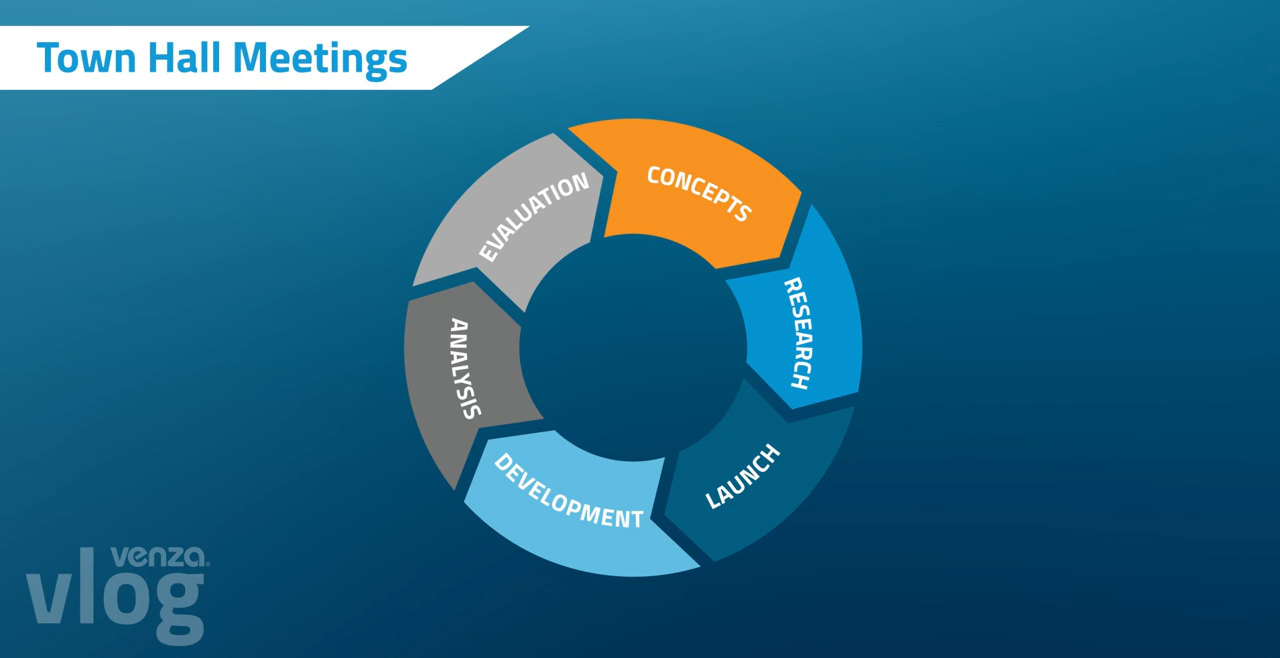 Town Hall Meetings
CONCEPTS
RESEARCH
LAUNCH
DEVELOPMENT
ANALYSIS
EVALUATION
venza®
vlog